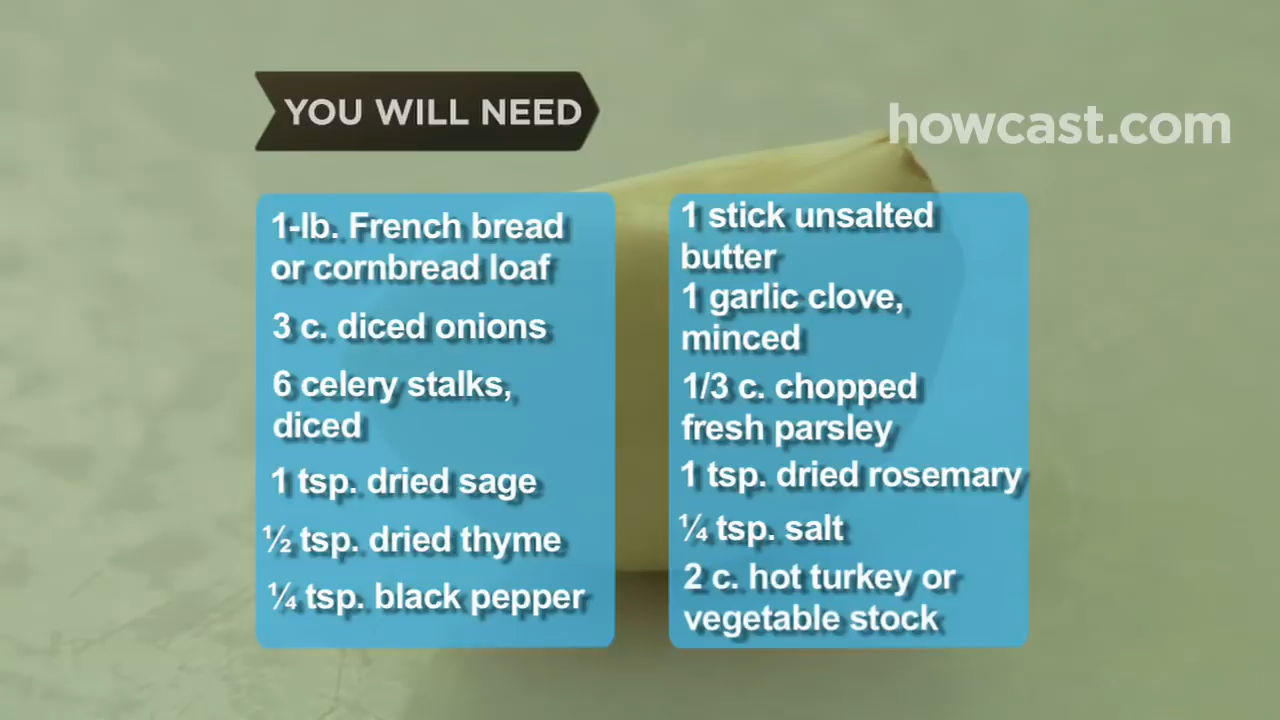 YOU WILL NEED
howcast.com
1-lb. French bread
or cornbread loaf
3 c. diced onions
6 celery stalks,
diced
1 tsp. dried sage
½ tsp. dried thyme
¼ tsp. black pepper
1 stick unsalted
butter
1 garlic clove,
minced
1/3 c. chopped
fresh parsley
1 tsp. dried rosemary
¼ tsp. salt
2 c. hot turkey or
vegetable stock